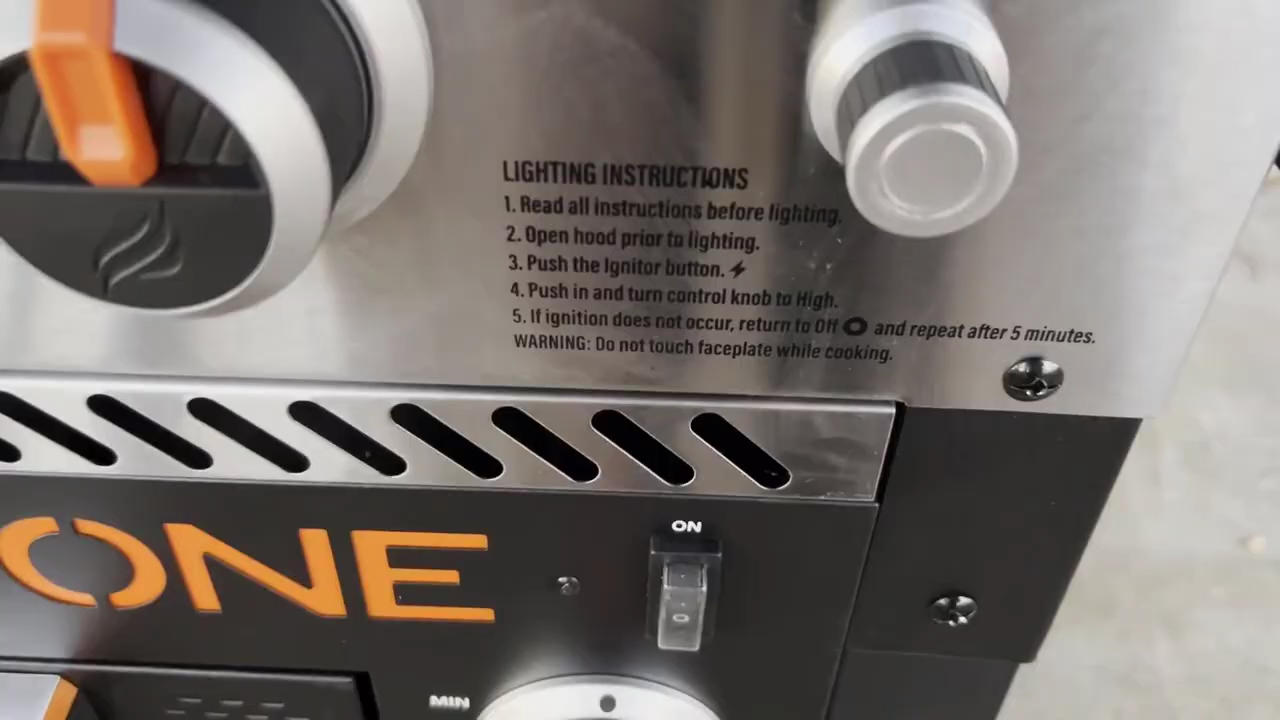 LIGHTING INSTRUCTIONS
1. Read all instructions before lighting.
2. Open hood prior to lighting.
3. Push the Ignitor button.
4. Push in and turn control knob to High.
5. If ignition does not occur, return to Off and repeat after 5 minutes.
WARNING: Do not touch faceplate while cooking.
ONE
ON
O
MIN